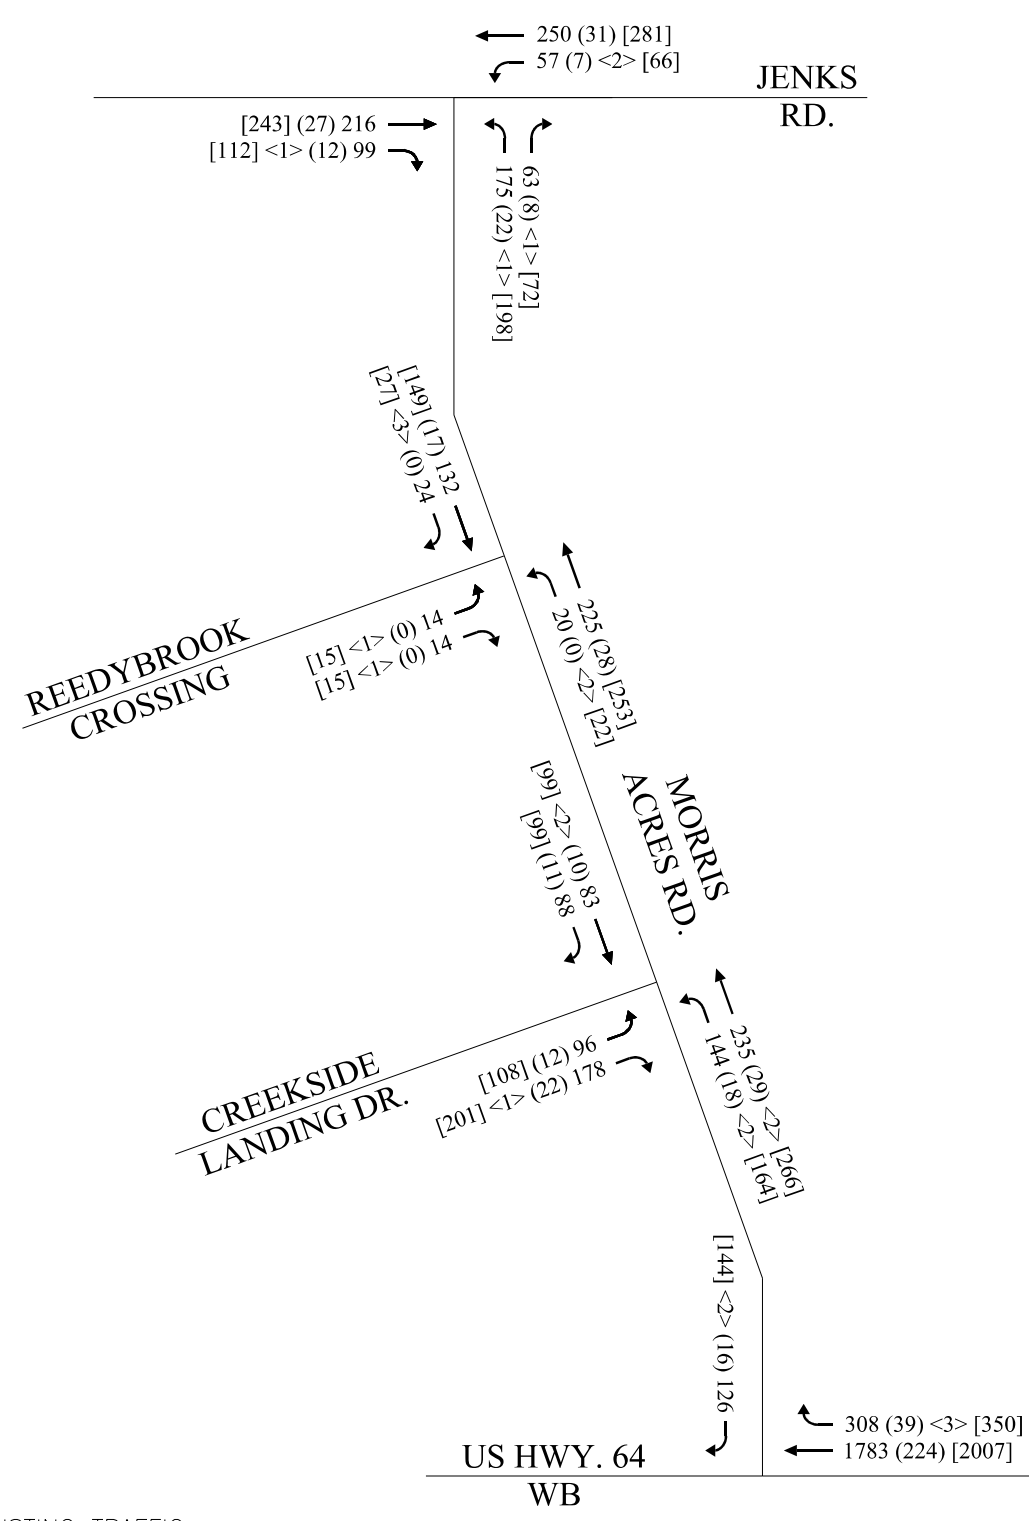 250 (31) [281]
57 (7) <2> [66]
JENKS
RD.
[243] (27) 216
[112] <1> (12) 99
63 (8) <1> [72]
175 (22) <1> [198]
[149] (17) 132
[27] <3> (0) 24
REEDYBROOK
CROSSING
[15] <1> (0) 14
[15] <1> (0) 14
225 (28) [253]
20 (0) <2> [22]
MORRIS
ACRES RD.
[99] <2> (10) 83
[99] (11) 88
CREEKSIDE
LANDING DR.
[108] (12) 96
[201] <1> (22) 178
235 (29) <2> [266]
144 (18) <2> [164]
[144] <2> (16) 126
308 (39) <3> [350]
1783 (224) [2007]
US HWY. 64
WB